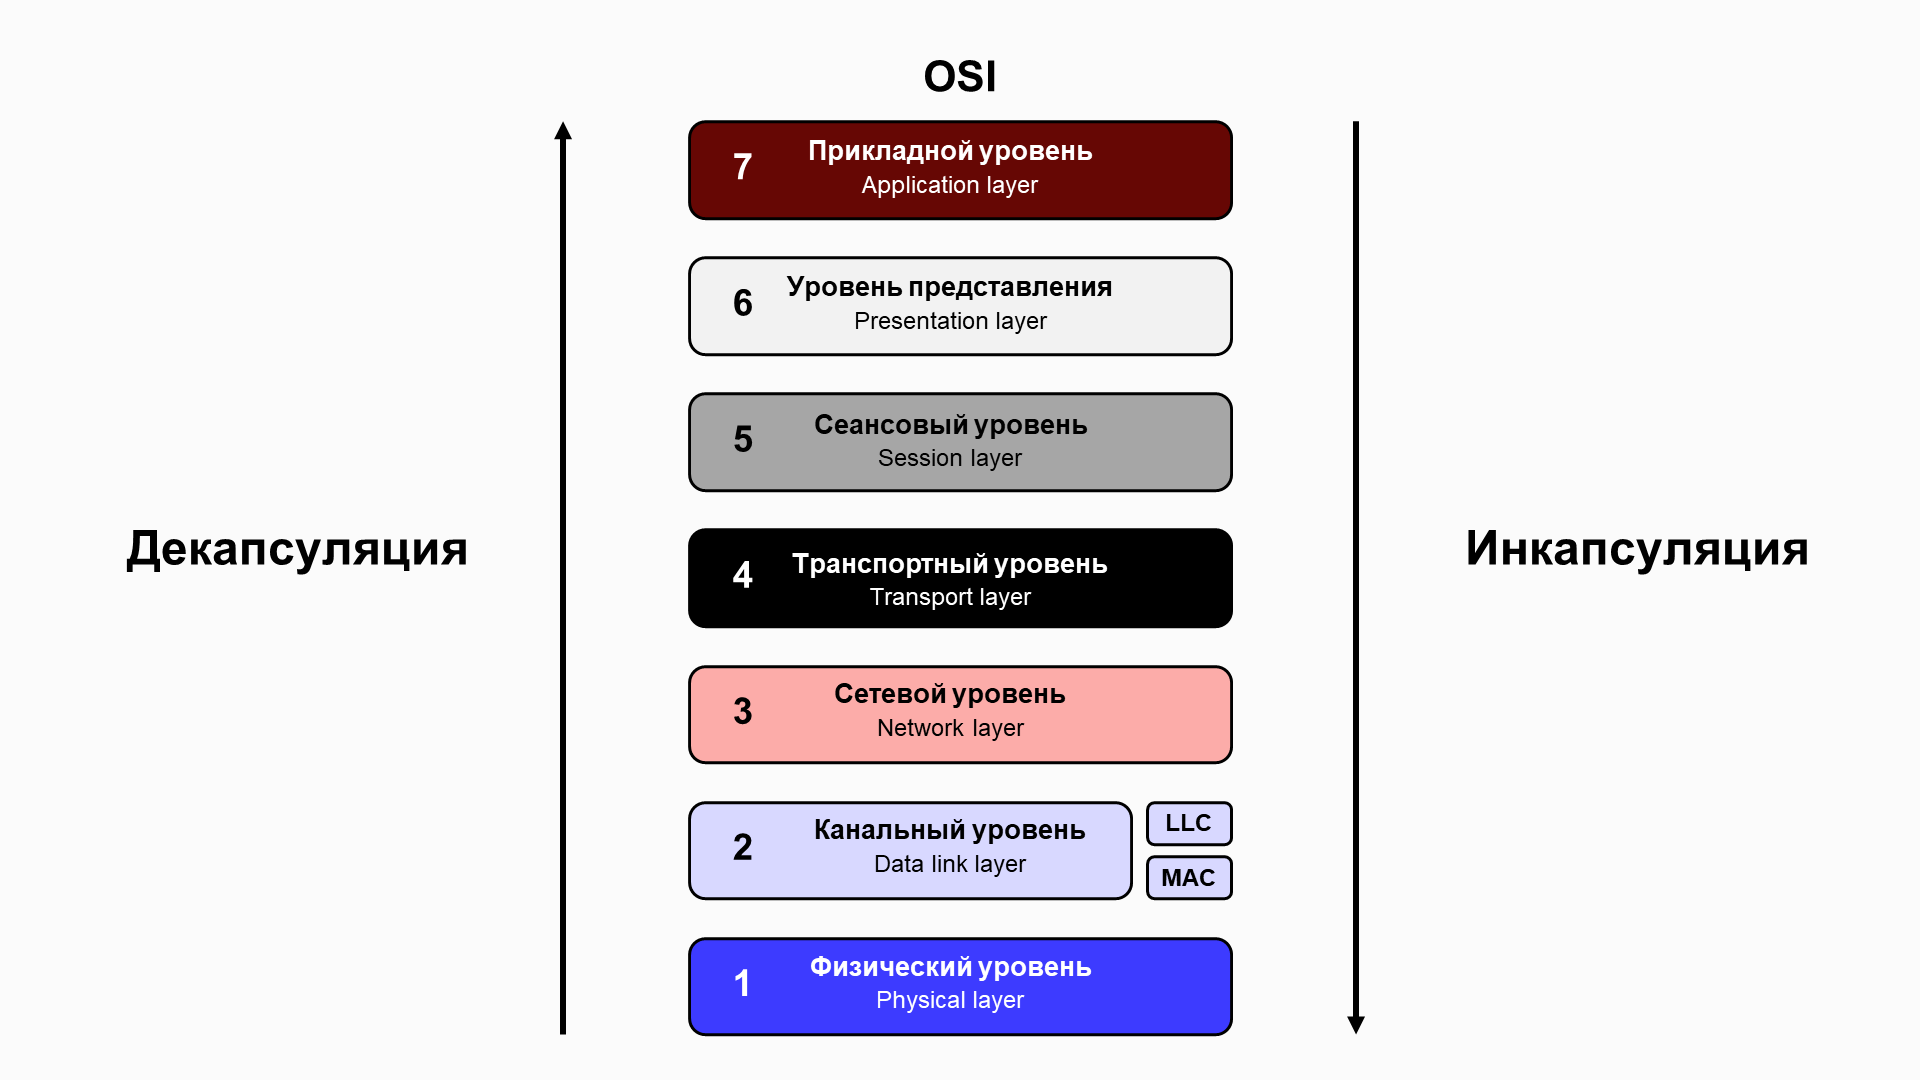 OSI
7
Прикладной уровень
Application layer
6
Уровень представления
Presentation layer
5
Сеансовый уровень
Session layer
Декапсуляция
4
Транспортный уровень
Transport layer
Инкапсуляция
3
Сетевой уровень
Network layer
2
Канальный уровень
Data link layer
LLC
MAC
1
Физический уровень
Physical layer